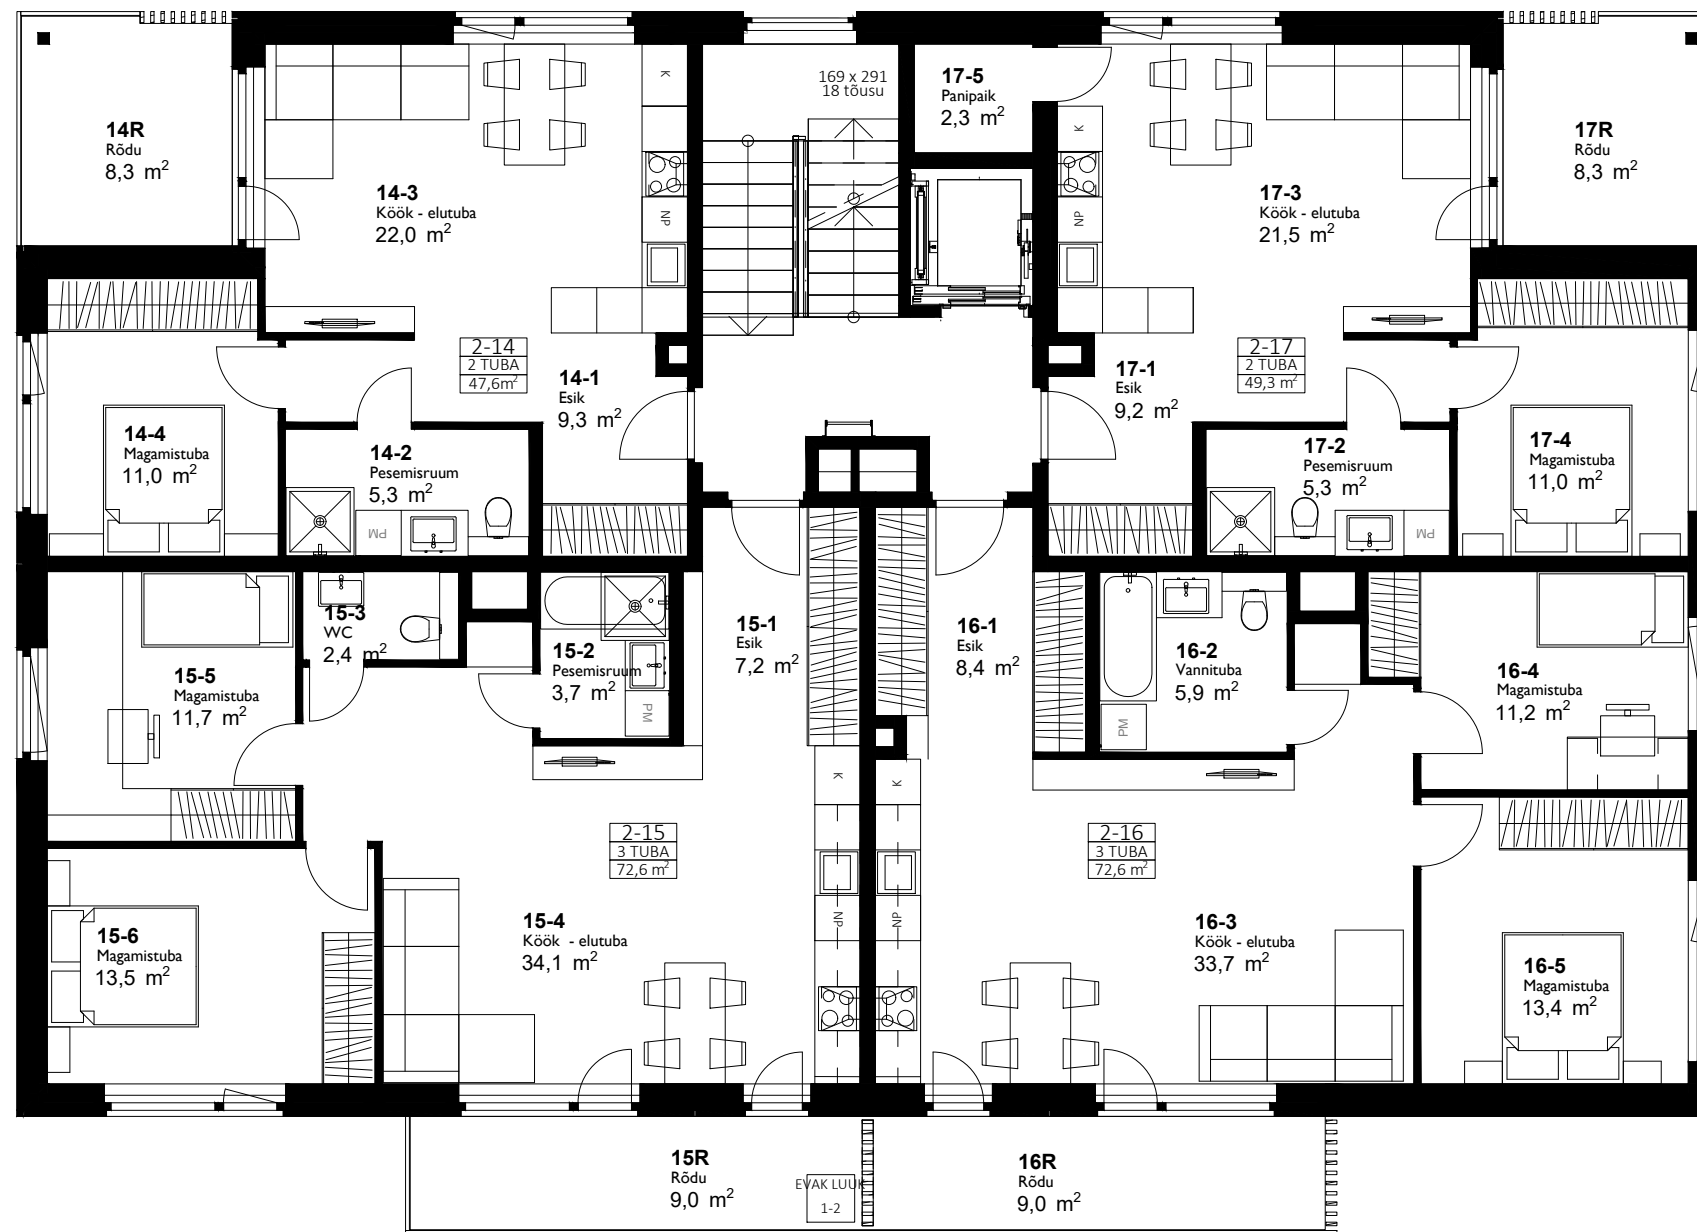 169 x 291
18 tõusu
14R
Rõdu
8,3 m²
14-3
Köök - elutuba
22,0 m²
K
NP
17-5
Panipaik
2,3 m²
K
NP
17-3
Köök - elutuba
21,5 m²
17R
Rõdu
8,3 m²
2-14
2 TUBA
47,6m²
14-1
Esik
9,3 m²
17-1
Esik
9,2 m²
2-17
2 TUBA
49,3 m²
14-4
Magamistuba
11,0 m²
14-2
Pesemisruum
5,3 m²
PM
17-2
Pesemisruum
5,3 m²
PM
17-4
Magamistuba
11,0 m²
15-3
WC
2,4 m²
15-5
Magamistuba
11,7 m²
15-2
Pesemisruum
3,7 m²
PM
15-1
Esik
7,2 m²
16-1
Esik
8,4 m²
16-2
Vannituba
5,9 m²
PM
16-4
Magamistuba
11,2 m²
K
K
2-15
3 TUBA
72,6 m²
2-16
3 TUBA
72,6 m²
15-6
Magamistuba
13,5 m²
15-4
Köök - elutuba
34,1 m²
NP
NP
16-3
Köök - elutuba
33,7 m²
16-5
Magamistuba
13,4 m²
15R
Rõdu
9,0 m²
EVAK LUUK
1-2
16R
Rõdu
9,0 m²